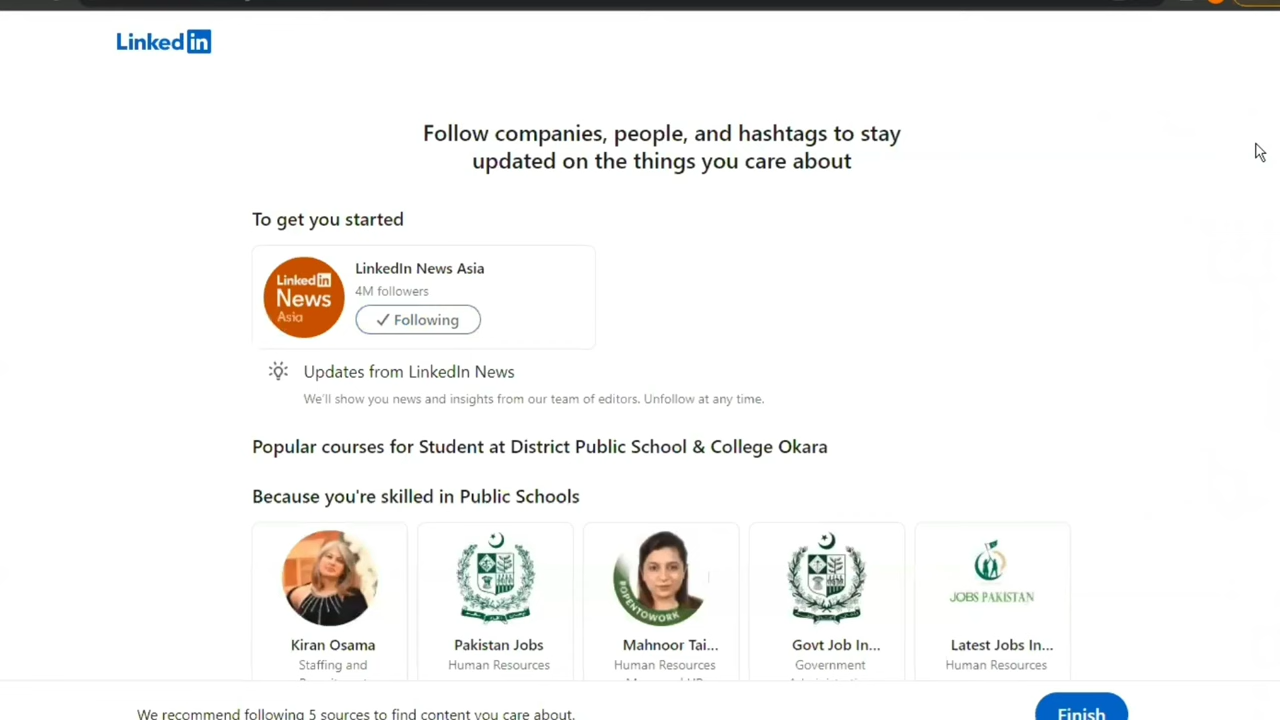 LinkedIn
Follow companies, people, and hashtags to stay
updated on the things you care about
To get you started
LinkedIn
News
Asia
LinkedIn News Asia
4M followers
Following
Updates from LinkedIn News
We'll show you news and insights from our team of editors. Unfollow at any time.
Popular courses for Student at District Public School & College Okara
Because you're skilled in Public Schools
#OPENTOWORK
JOBS PAKISTAN
Kiran Osama
Pakistan Jobs
Mahnoor Tai...
Govt Job In...
Latest Jobs In...
Staffing and
Human Resources
Human Resources
Government
Human Resources
We recommend following 5 sources to find content you care about.
Finish